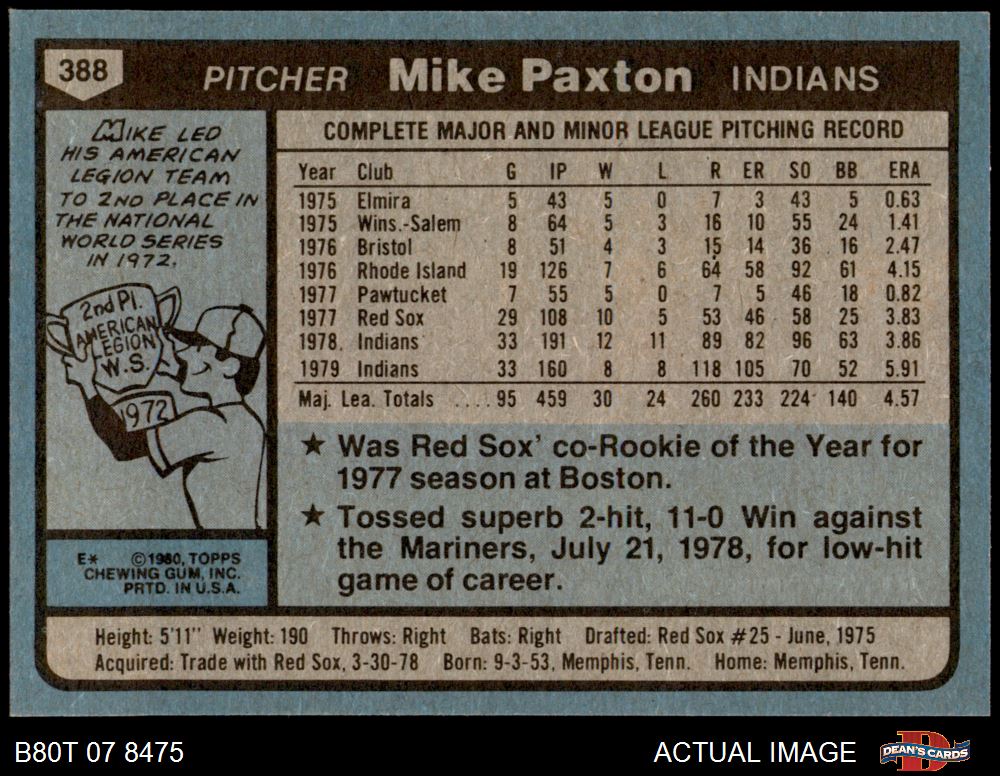 388 PITCHER Mike Paxton INDIANS
MIKE LED
HIS AMERICAN
LEGION TEAM
TO 2ND PLACE IN
THE NATIONAL
WORLD SERIES
IN 1972.
2nd Pl.
AMERICAN
LEGION
W.S.
1972
E* ©1980, TOPPS
CHEWING GUM, INC.
PRTD. IN U.S.A.
COMPLETE MAJOR AND MINOR LEAGUE PITCHING RECORD
Year Club G IP W L R ER SO BB ERA
1975 Elmira 5 43 5 0 7 3 43 5 0.63
1975 Wins.-Salem 8 64 5 3 16 10 55 24 1.41
1976 Bristol 8 51 4 3 15 14 36 16 2.47
1976 Rhode Island 19 126 7 6 64 58 92 61 4.15
1977 Pawtucket 7 55 5 0 7 5 46 18 0.82
1977 Red Sox 29 108 10 5 53 46 58 25 3.83
1978 Indians 33 191 12 11 89 82 96 63 3.86
1979 Indians 33 160 8 8 118 105 70 52 5.91
Maj. Lea. Totals .... 95 459 30 24 260 233 224 140 4.57
★ Was Red Sox' co-Rookie of the Year for
1977 season at Boston.
★ Tossed superb 2-hit, 11-0 Win against
the Mariners, July 21, 1978, for low-hit
game of career.
Height: 5'11" Weight: 190 Throws: Right Bats: Right Drafted: Red Sox #25 - June, 1975
Acquired: Trade with Red Sox, 3-30-78 Born: 9-3-53, Memphis, Tenn. Home: Memphis, Tenn.
B80T 07 8475 ACTUAL IMAGE D DEAN'S CARDS